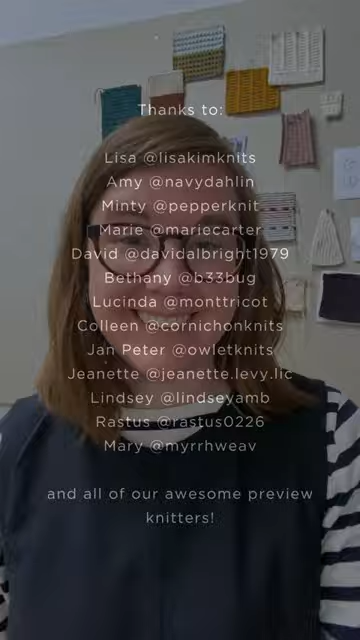 Thanks to:
Lisa @lisakimknits
Amy @navydahlin
Minty @pepperknit
Marie @mariecarter
David @davidalbright1979
Bethany @b33bug
Lucinda @monttricot
Colleen @cornichonknits
Jan Peter @owletknits
Jeanette @jeanette.levy.lic
Lindsey @lindseyamb
Rastus @rastus0226
Mary @myrrhweav
and all of our awesome preview
knitters!